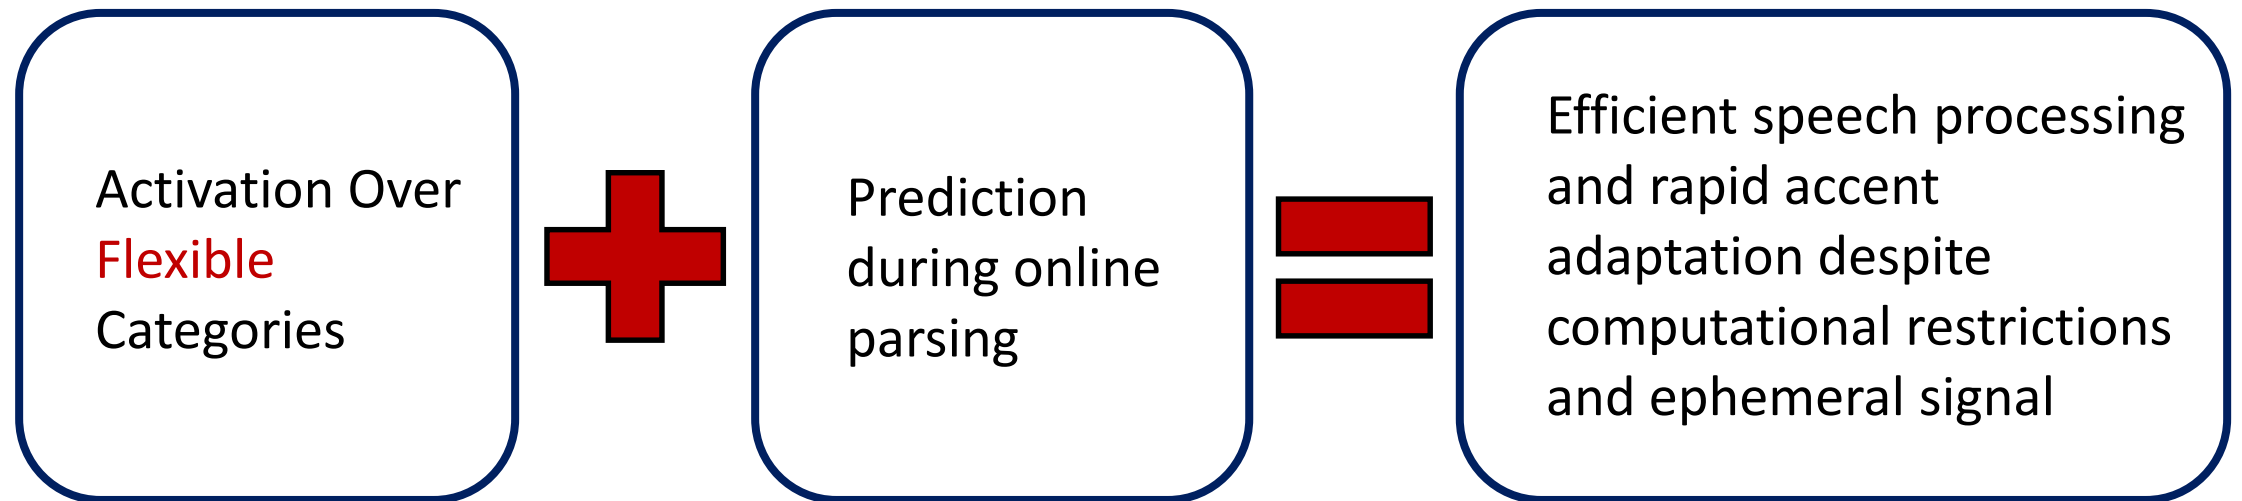 Activation Over
Flexible
Categories
Prediction
during online
parsing
Efficient speech processing
and rapid accent
adaptation despite
computational restrictions
and ephemeral signal